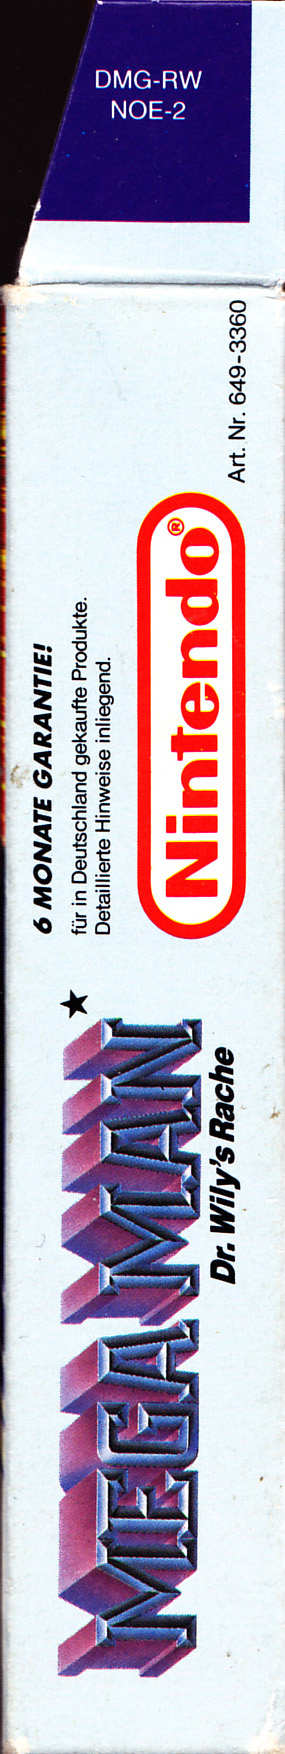 DMG-RW
NOE-2
MEGA MAN★
Dr. Wily's Rache
6 MONATE GARANTIE!
für in Deutschland gekaufte Produkte.
Detaillierte Hinweise inliegend.
Nintendo®
Art. Nr. 649-3360